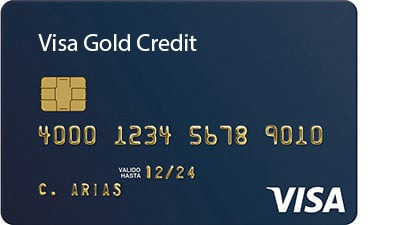 Visa Gold Credit
4000 1234 5678 9010
VALIDO
HASTA 12/24
C. ARIAS
VISA